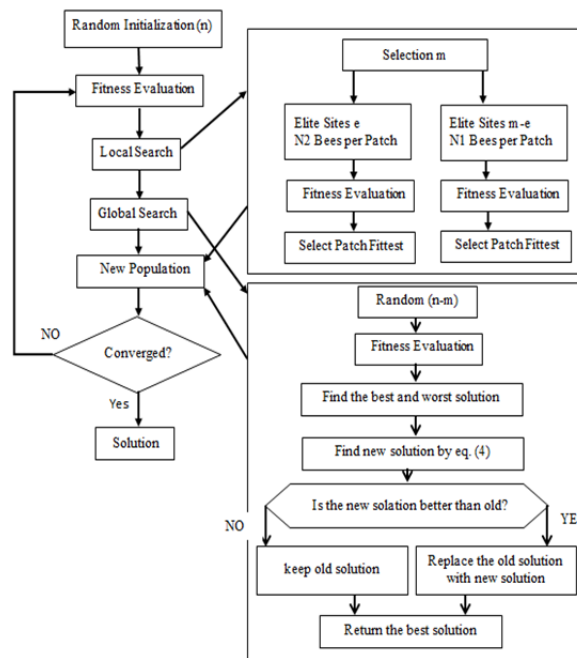 Random Initialization (n)
Fitness Evaluation
Local Search
Global Search
New Population
NO
Converged?
Yes
Solution
Selection m
Elite Sites e
N2 Bees per Patch
Elite Sites m-e
N1 Bees per Patch
Fitness Evaluation
Fitness Evaluation
Select Patch Fittest
Select Patch Fittest
Random (n-m)
Fitness Evaluation
Find the best and worst solution
Find new solution by eq. (4)
Is the new solation better than old?
NO
YE
keep old solution
Replace the old solution
with new solution
Return the best solution